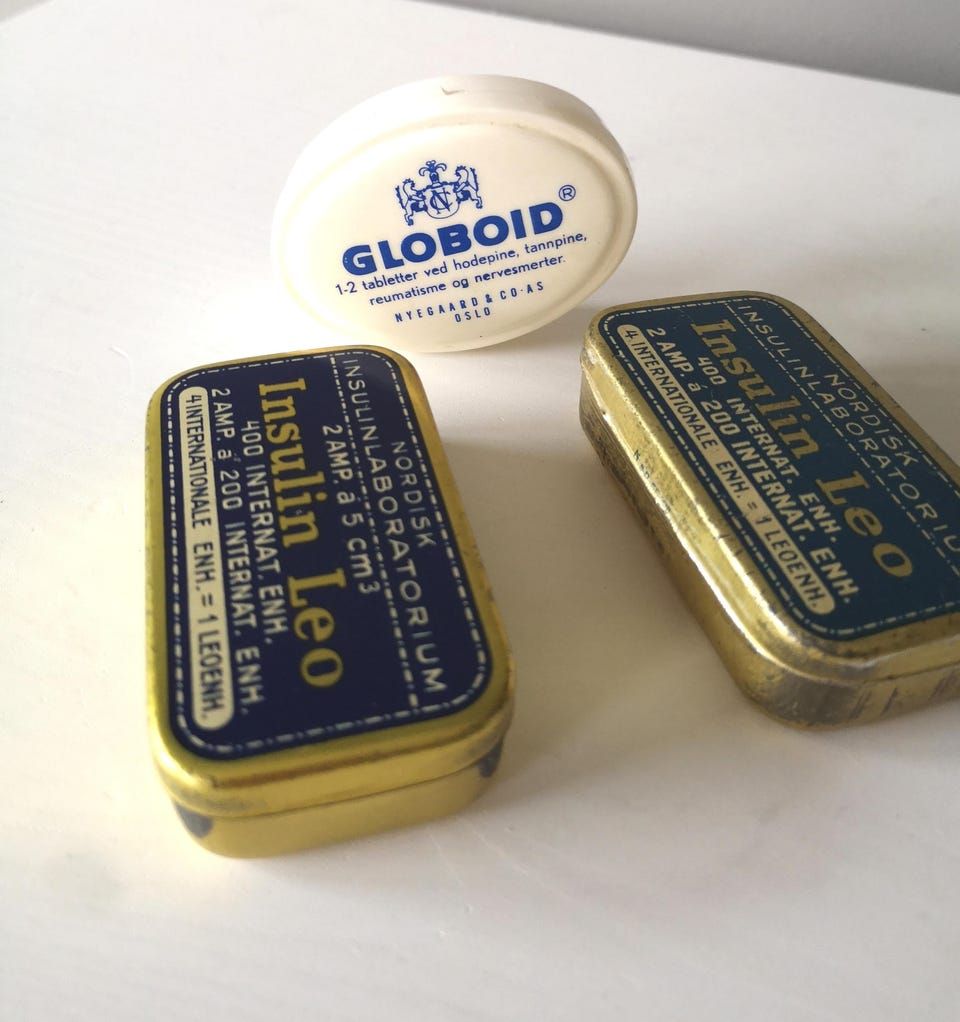 GLOBOID®
1-2 tabletter ved hodepine, tannpine,
reumatisme og nervesmerter.
NYEGAARD & CO·AS
OSLO
NORDISK
INSULINLABORATORIUM
2 AMP á 5 cm³
Insulin Leo
400 INTERNAT. ENH.
2 AMP. á 200 INTERNAT. ENH.
4 INTERNATIONALE ENH. = 1 LEOENH.
NORDISK
INSULINLABORATORIU
Insulin Leo
400 INTERNAT. ENH.
2 AMP á 200 INTERNAT. ENH.
4 INTERNATIONALE ENH. = 1 LEOENH.